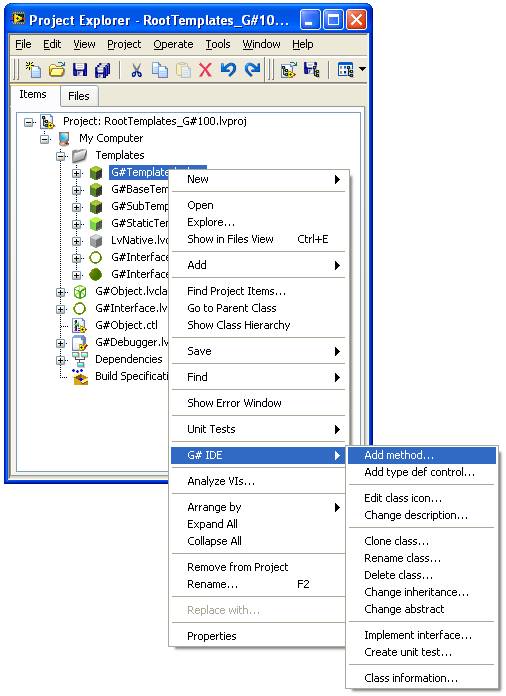 Project Explorer - RootTemplates_G#10...
File Edit View Project Operate Tools Window Help
Items Files
Project: RootTemplates_G#100.lvproj
My Computer
Templates
G#Template
G#BaseTem
G#SubTemp
G#StaticTem
LvNative.lvc
G#Interface
G#Interface
G#Object.lvcla
G#Interface.lv
G#Object.ctl
G#Debugger.lv
Dependencies
Build Specificati
New
Open
Explore...
Show in Files View Ctrl+E
Add
Find Project Items...
Go to Parent Class
Show Class Hierarchy
Save
Find
Show Error Window
Unit Tests
G# IDE
Analyze VIs...
Arrange by
Expand All
Collapse All
Remove from Project
Rename... F2
Replace with...
Properties
Add method...
Add type def control...
Edit class icon...
Change description...
Clone class...
Rename class...
Delete class...
Change inheritance...
Change abstract
Implement interface...
Create unit test...
Class information...